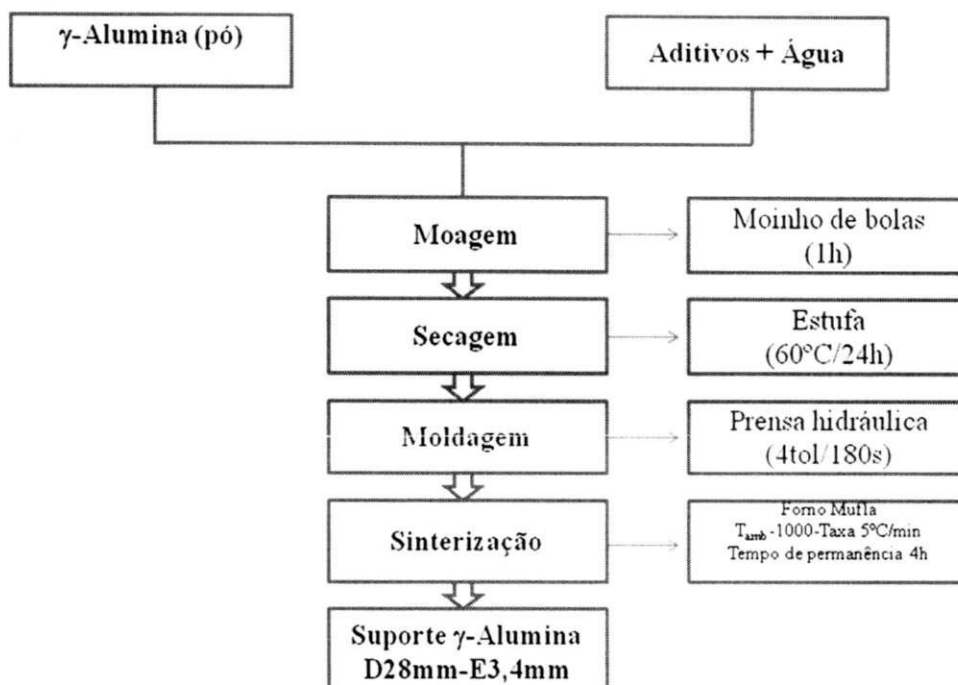 γ-Alumina (pó)
Aditivos + Água
Moagem
Moinho de bolas
(1h)
Secagem
Estufa
(60°C/24h)
Moldagem
Prensa hidráulica
(4tol/180s)
Sinterização
Forno Mufla
Tamb-1000-Taxa 5°C/min
Tempo de permanência 4h
Suporte γ-Alumina
D28mm-E3,4mm